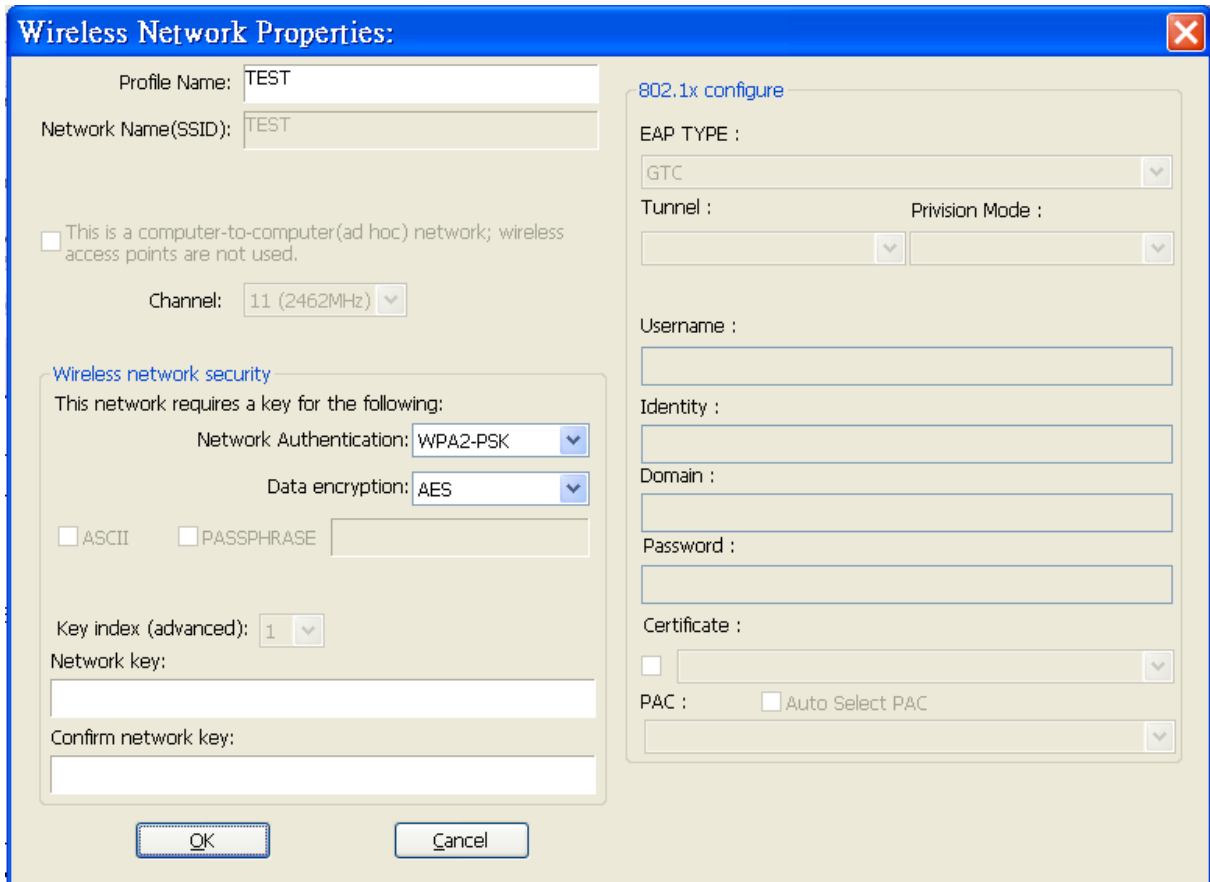 Wireless Network Properties:
Profile Name: TEST
Network Name(SSID): TEST
This is a computer-to-computer(ad hoc) network; wireless
access points are not used.
Channel: 11 (2462MHz)
Wireless network security
This network requires a key for the following:
Network Authentication: WPA2-PSK
Data encryption: AES
ASCII PASSPHRASE
Key index (advanced): 1
Network key:
Confirm network key:
OK Cancel
802.1x configure
EAP TYPE :
GTC
Tunnel : Privision Mode :
Username :
Identity :
Domain :
Password :
Certificate :
PAC : Auto Select PAC